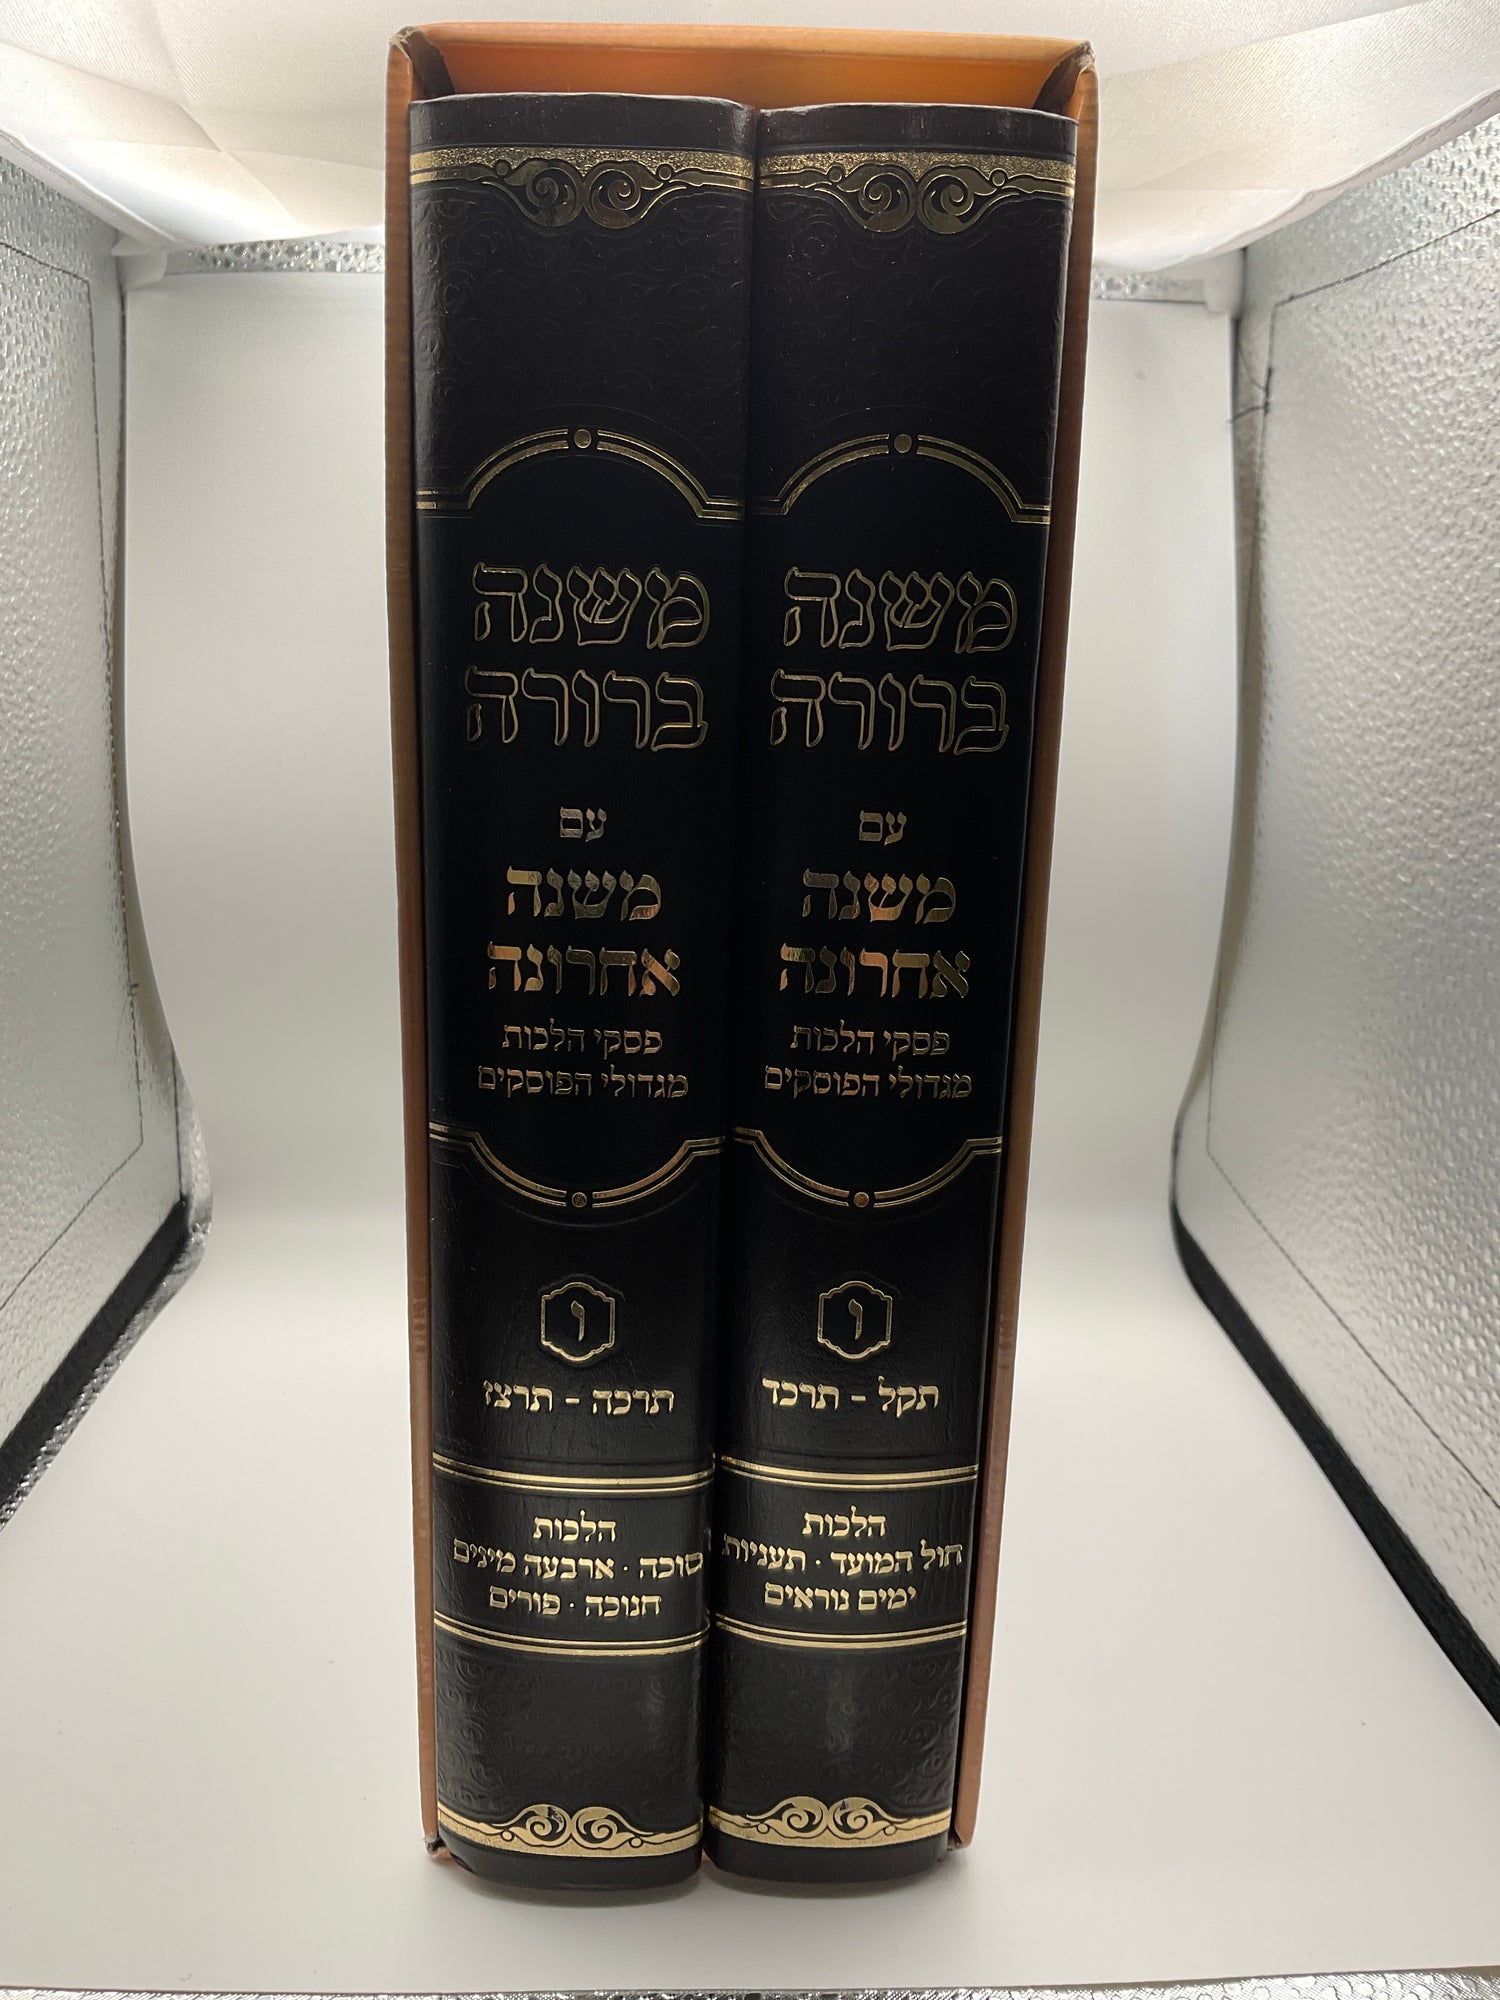 משנה
ברורה
עם
משנה
אחרונה
פסקי הלכות
מגדולי הפוסקים
ו
תקל - תרכד
הלכות
חול המועד · תעניות
ימים נוראים
משנה
ברורה
עם
משנה
אחרונה
פסקי הלכות
מגדולי הפוסקים
ו
תרכה - תרצז
הלכות
סוכה · ארבעה מינים
חנוכה · פורים